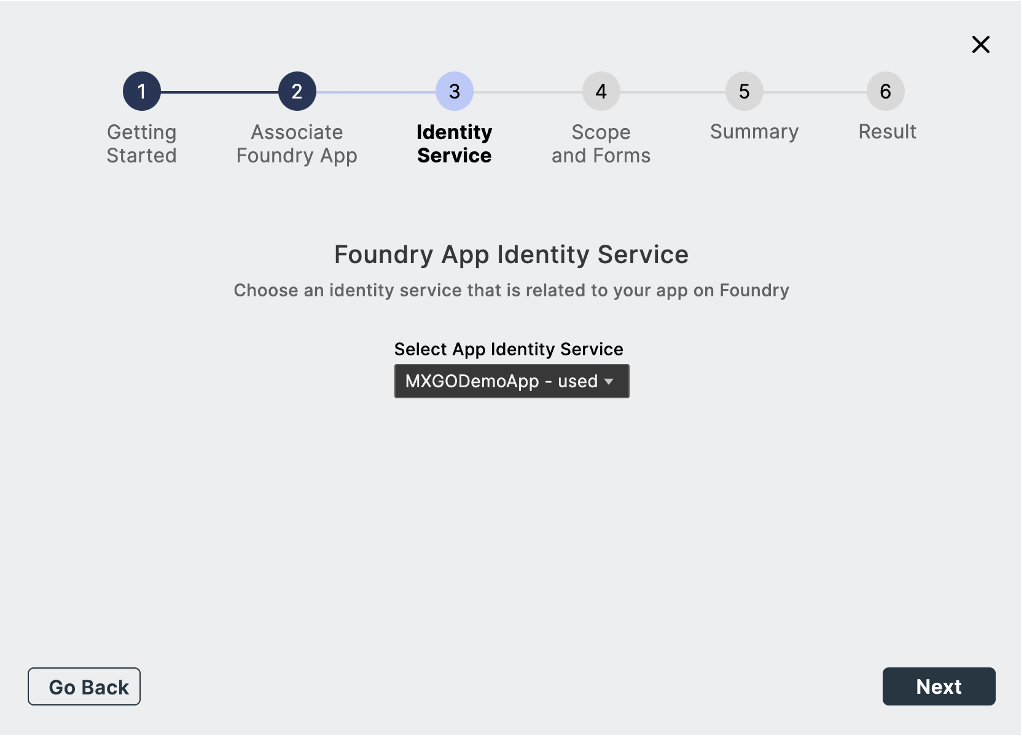 1 2 3 4 5 6
Getting Associate Identity Scope Summary Result
Started Foundry App Service and Forms
Foundry App Identity Service
Choose an identity service that is related to your app on Foundry
Select App Identity Service
MXGODemoApp - used
Go Back Next